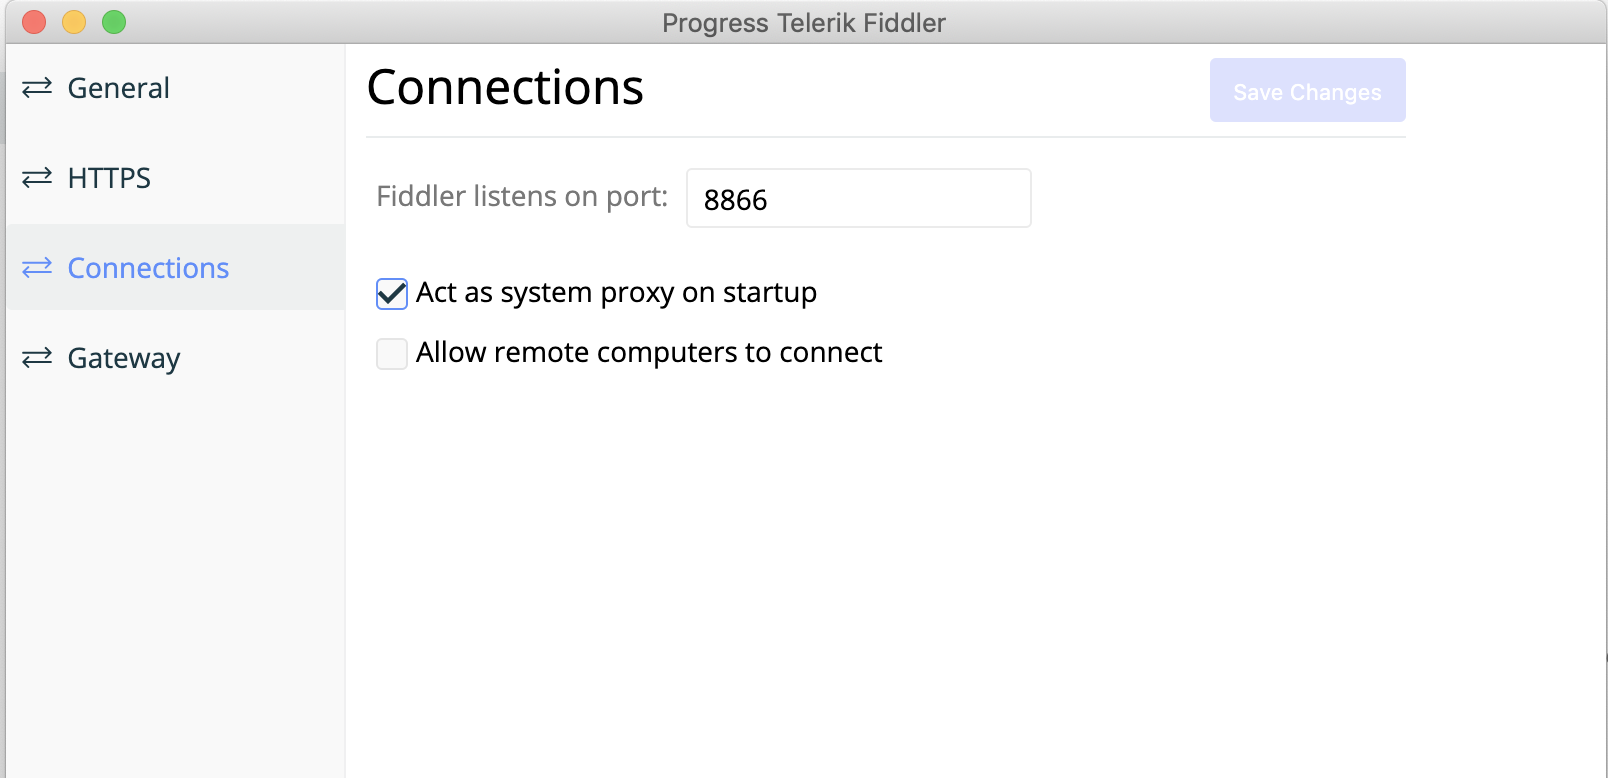 Progress Telerik Fiddler
General
HTTPS
Connections
Gateway
Connections
Save Changes
Fiddler listens on port: 8866
Act as system proxy on startup
Allow remote computers to connect